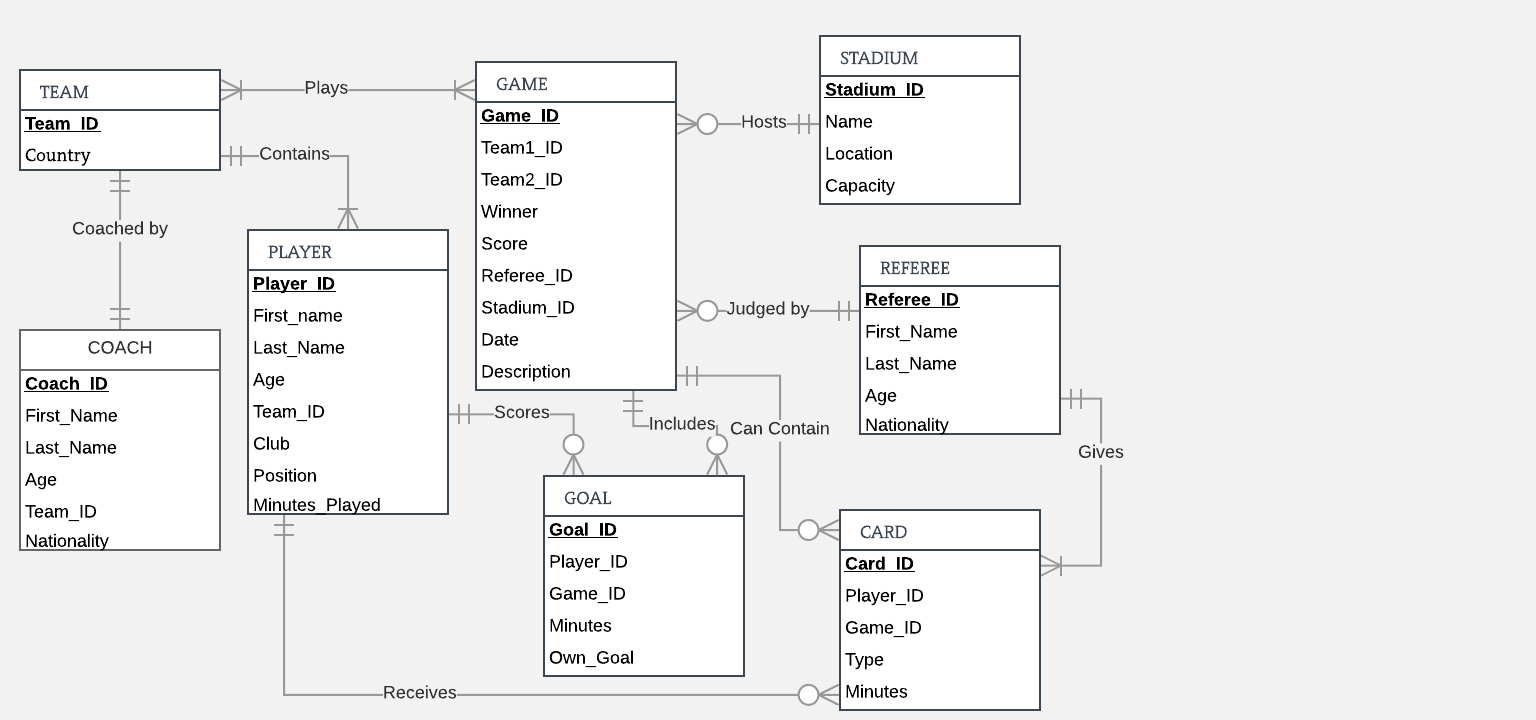 TEAM
Team_ID
Country
Plays
Contains
Coached by
COACH
Coach_ID
First_Name
Last_Name
Age
Team_ID
Nationality
PLAYER
Player_ID
First_name
Last_Name
Age
Team_ID
Club
Position
Minutes_Played
GAME
Game_ID
Team1_ID
Team2_ID
Winner
Score
Referee_ID
Stadium_ID
Date
Description
Hosts
STADIUM
Stadium_ID
Name
Location
Capacity
Judged by
REFEREE
Referee_ID
First_Name
Last_Name
Age
Nationality
Scores
Includes
Can Contain
Gives
GOAL
Goal_ID
Player_ID
Game_ID
Minutes
Own_Goal
CARD
Card_ID
Player_ID
Game_ID
Type
Minutes
Receives